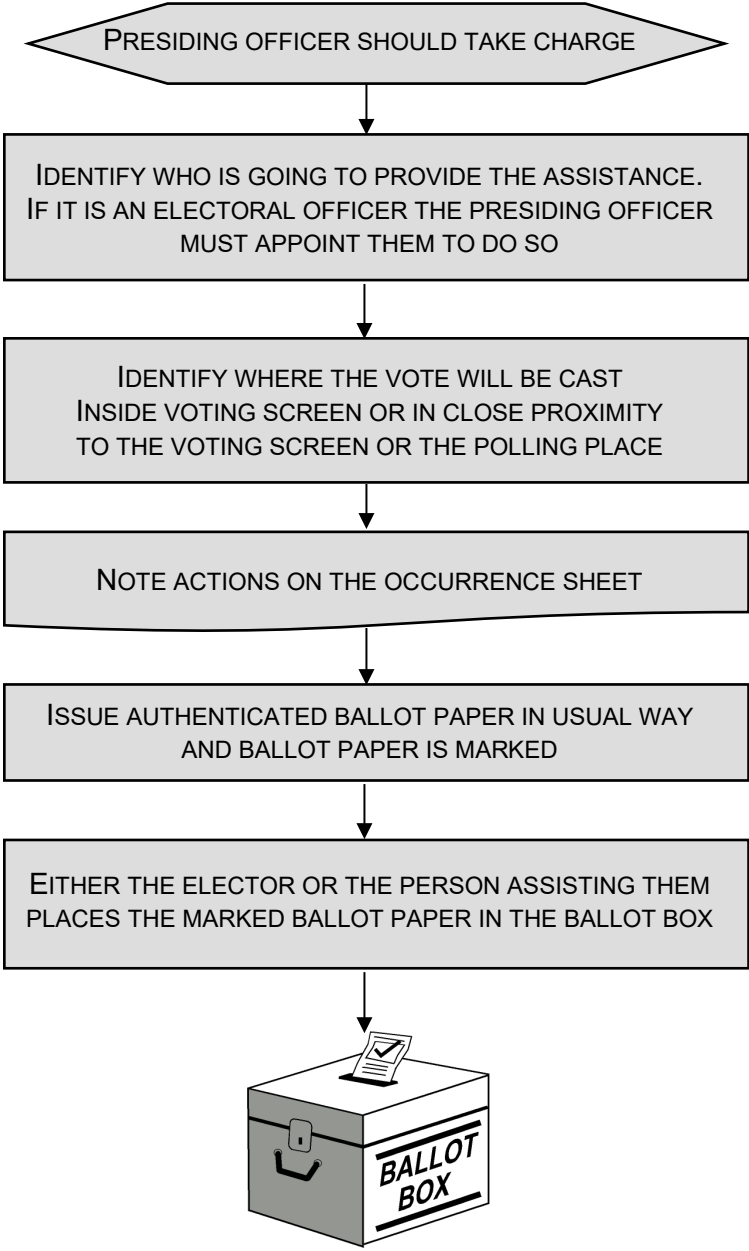 PRESIDING OFFICER SHOULD TAKE CHARGE
IDENTIFY WHO IS GOING TO PROVIDE THE ASSISTANCE.
IF IT IS AN ELECTORAL OFFICER THE PRESIDING OFFICER
MUST APPOINT THEM TO DO SO
IDENTIFY WHERE THE VOTE WILL BE CAST
INSIDE VOTING SCREEN OR IN CLOSE PROXIMITY
TO THE VOTING SCREEN OR THE POLLING PLACE
NOTE ACTIONS ON THE OCCURRENCE SHEET
ISSUE AUTHENTICATED BALLOT PAPER IN USUAL WAY
AND BALLOT PAPER IS MARKED
EITHER THE ELECTOR OR THE PERSON ASSISTING THEM
PLACES THE MARKED BALLOT PAPER IN THE BALLOT BOX
BALLOT
BOX